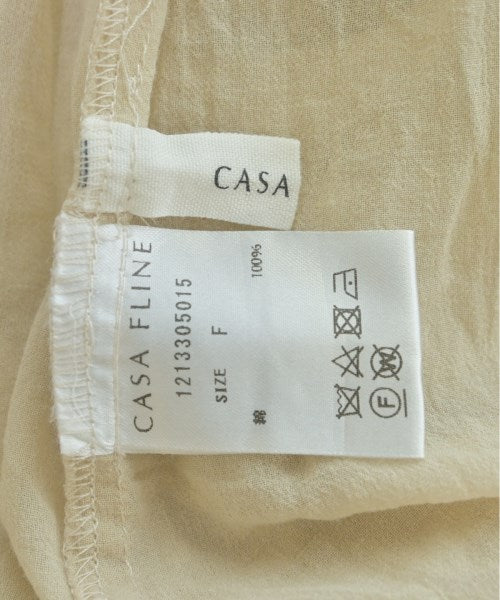 CASA
CASA FLINE
1213305015
SIZE F
綿 100%
F W